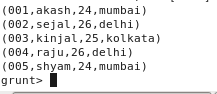 (001,akash,24,mumbai)
(002,sejal,26,delhi)
(003,kinjal,25,kolkata)
(004,raju,26,delhi)
(005,shyam,24,mumbai)
grunt>